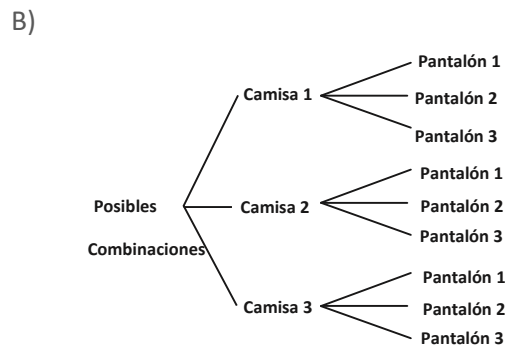 B)
Pantalón 1
Camisa 1
Pantalón 2
Pantalón 3
Pantalón 1
Posibles
Camisa 2
Pantalón 2
Pantalón 3
Combinaciones
Pantalón 1
Camisa 3
Pantalón 2
Pantalón 3